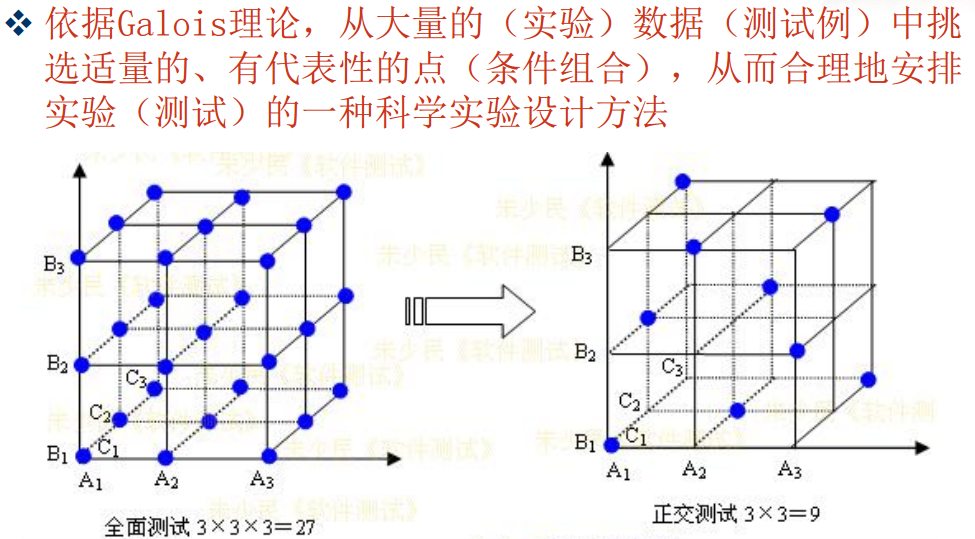 ❖ 依据Galois理论，从大量的（实验）数据（测试例）中挑
选适量的、有代表性的点（条件组合），从而合理地安排
实验（测试）的一种科学实验设计方法
B3
B2
C3
C2
B1 C1
A1 A2 A3
全面测试 3×3×3=27
B3
B2
C3
C2
B1 C1
A1 A2 A3
正交测试 3×3=9